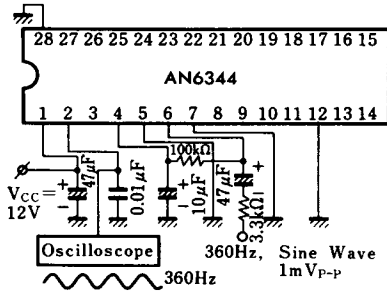 28 27 26 25 24 23 22 21 20 19 18 17 16 15
AN6344
1 2 3 4 5 6 7 8 9 10 11 12 13 14
100kΩ
47μF
0.01μF
10μF
47μF
3.3kΩ
VCC=
12V
+
−
+
−
+
Oscilloscope
360Hz, Sine Wave
1mVP-P
360Hz